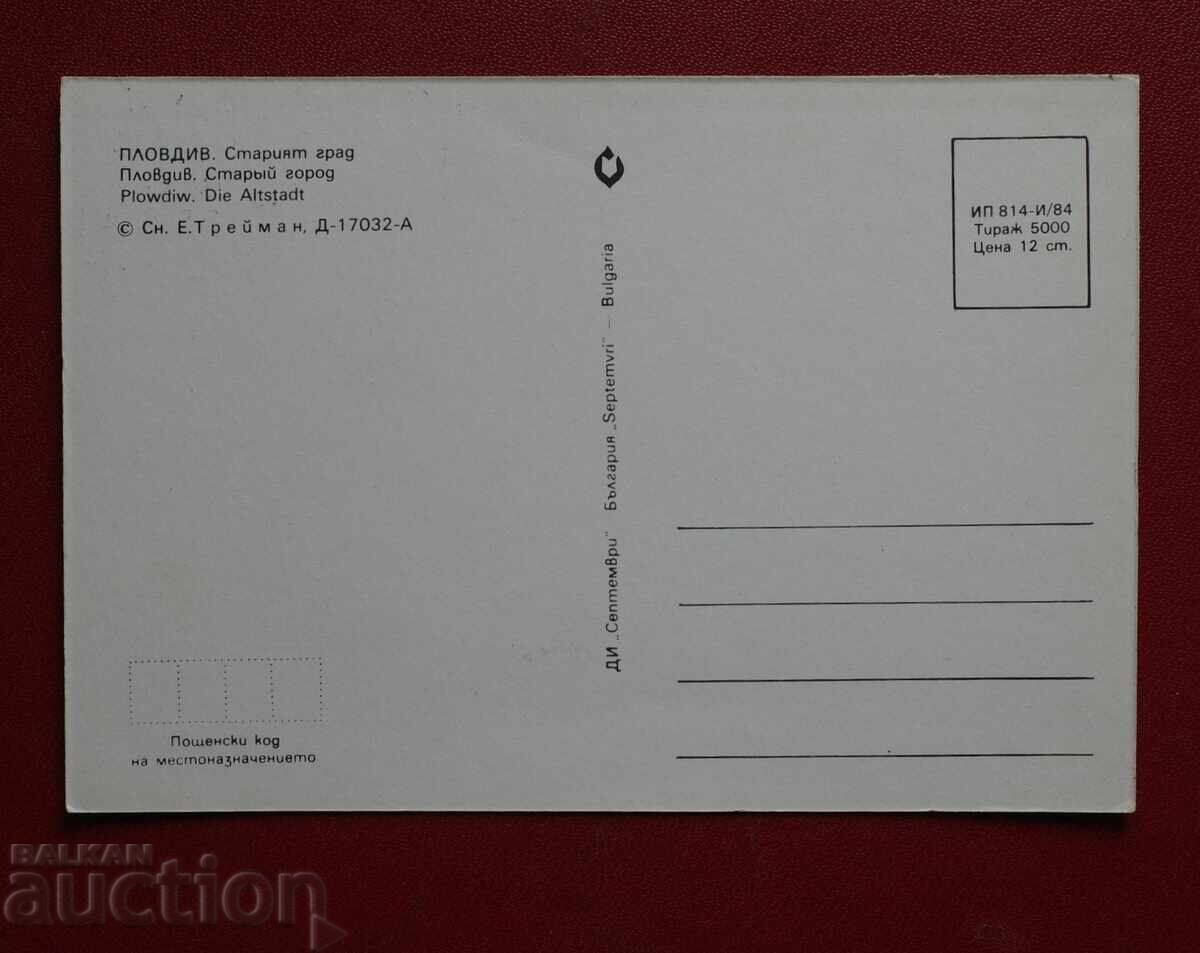 ПЛОВДИВ. Старият град
Пловдив. Старый город
Plowdiw. Die Altstadt
© Сн. Е. Трейман, Д-17032-А
ДИ „Септември" България „Septemvri" — Bulgaria
ИП 814-И/84
Тираж 5000
Цена 12 ст.
Пощенски код
на местоназначението
BALKAN
auction